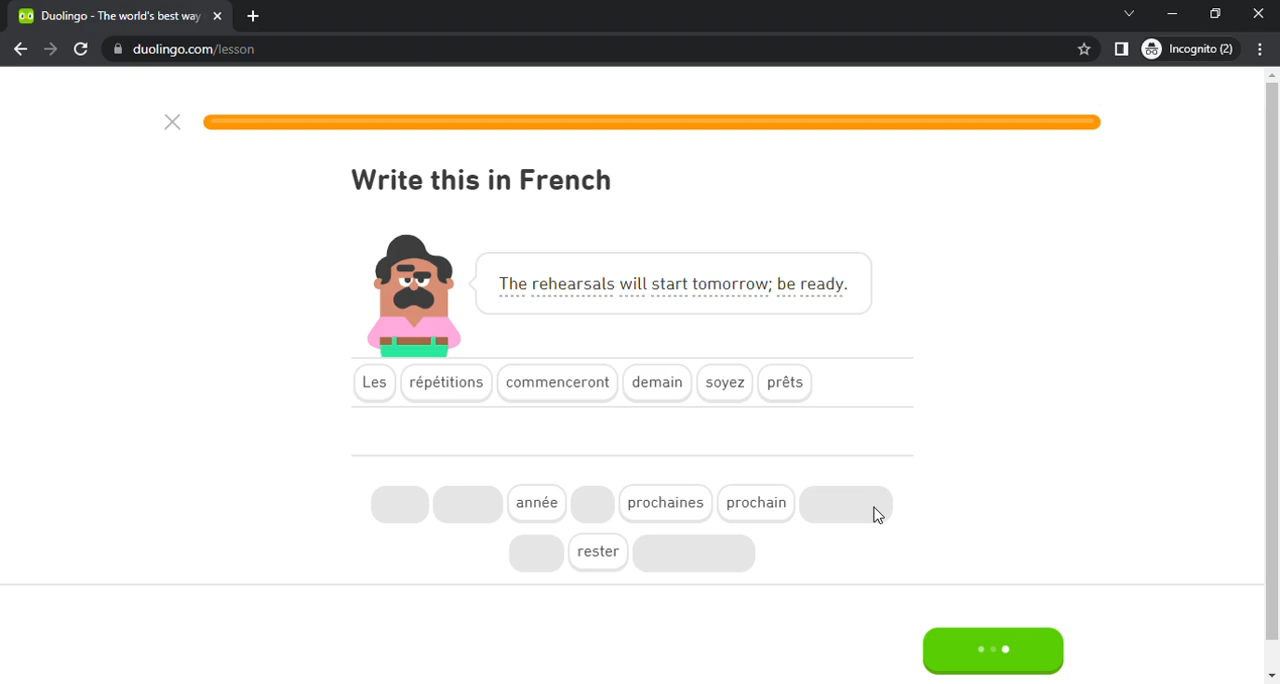 Duolingo - The world's best way
duolingo.com/lesson
Incognito (2)
Write this in French
The rehearsals will start tomorrow; be ready.
Les répétitions commenceront demain soyez prêts
année prochaines prochain
rester